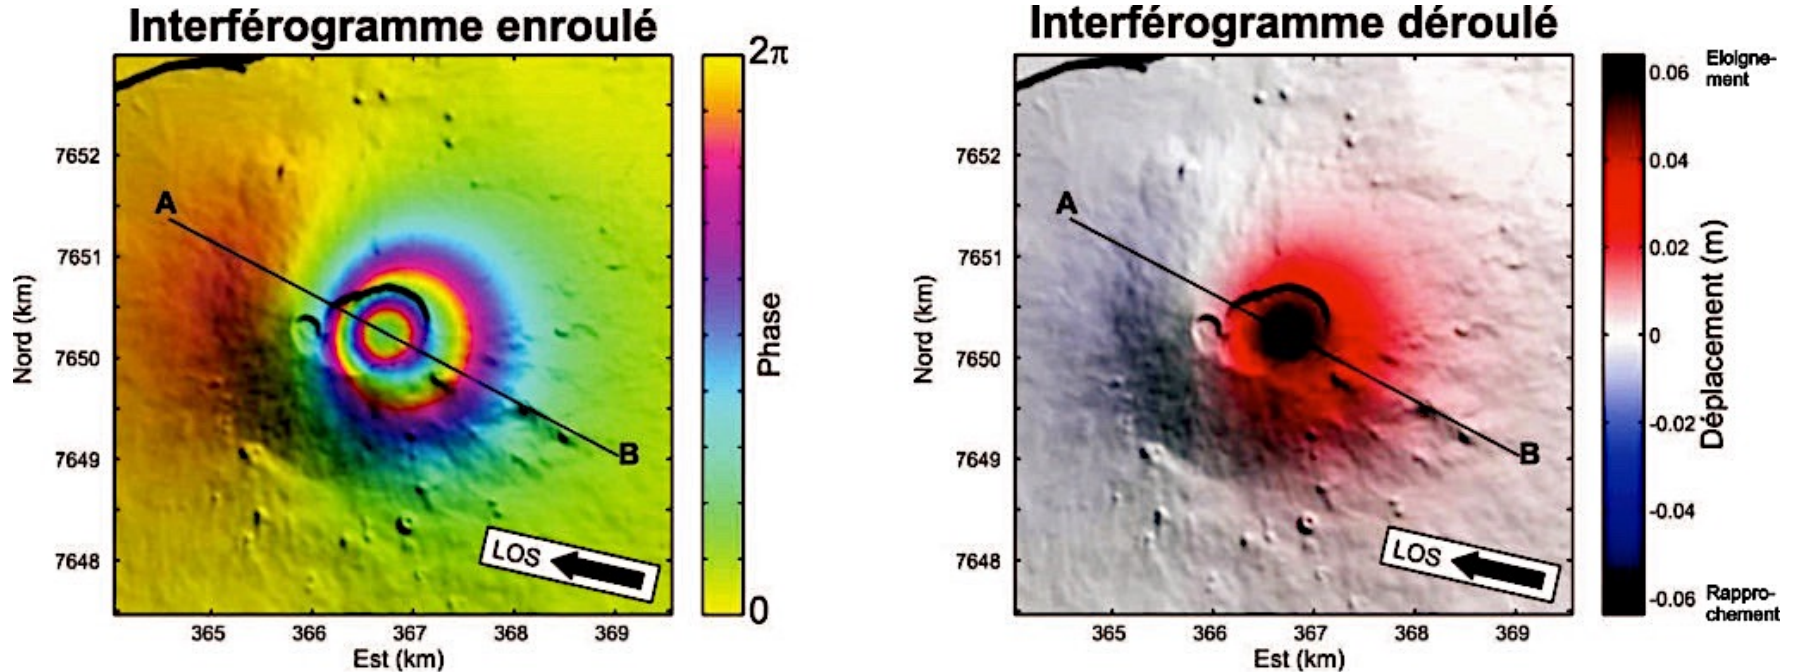 Interférogramme enroulé
2π
7652
7651
7650
7649
7648
Nord (km)
A
B
LOS
Phase
0
365
366
367
368
369
Est (km)
Interférogramme déroulé
7652
7651
7650
7649
7648
Nord (km)
A
B
LOS
365
366
367
368
369
Est (km)
0.06
0.04
0.02
0
-0.02
-0.04
-0.06
Eloigne-
ment
Déplacement (m)
Rappro-
chement